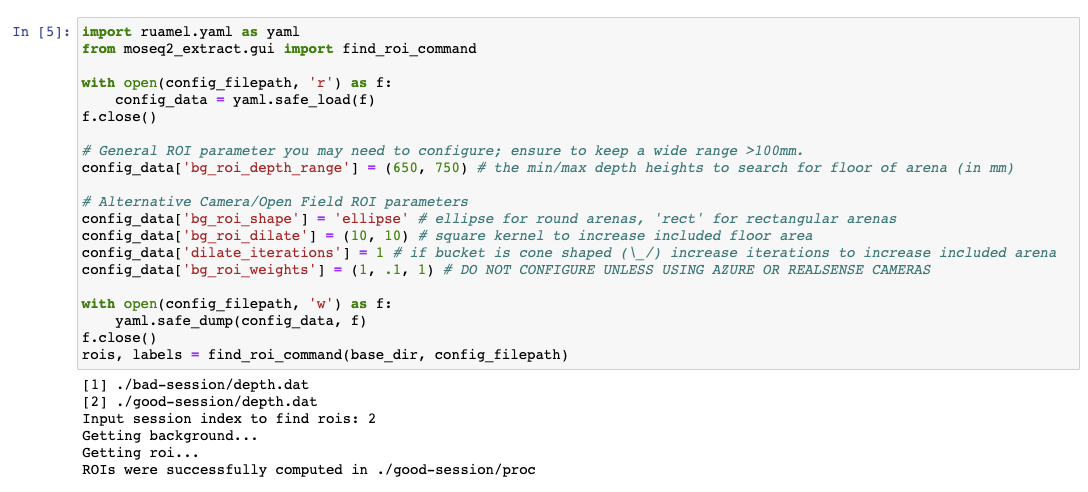 In [5]: import ruamel.yaml as yaml
from moseq2_extract.gui import find_roi_command

with open(config_filepath, 'r') as f:
    config_data = yaml.safe_load(f)
f.close()

# General ROI parameter you may need to configure; ensure to keep a wide range >100mm.
config_data['bg_roi_depth_range'] = (650, 750) # the min/max depth heights to search for floor of arena (in mm)

# Alternative Camera/Open Field ROI parameters
config_data['bg_roi_shape'] = 'ellipse' # ellipse for round arenas, 'rect' for rectangular arenas
config_data['bg_roi_dilate'] = (10, 10) # square kernel to increase included floor area
config_data['dilate_iterations'] = 1 # if bucket is cone shaped (\_/) increase iterations to increase included arena
config_data['bg_roi_weights'] = (1, .1, 1) # DO NOT CONFIGURE UNLESS USING AZURE OR REALSENSE CAMERAS

with open(config_filepath, 'w') as f:
    yaml.safe_dump(config_data, f)
f.close()
rois, labels = find_roi_command(base_dir, config_filepath)

[1] ./bad-session/depth.dat
[2] ./good-session/depth.dat
Input session index to find rois: 2
Getting background...
Getting roi...
ROIs were successfully computed in ./good-session/proc